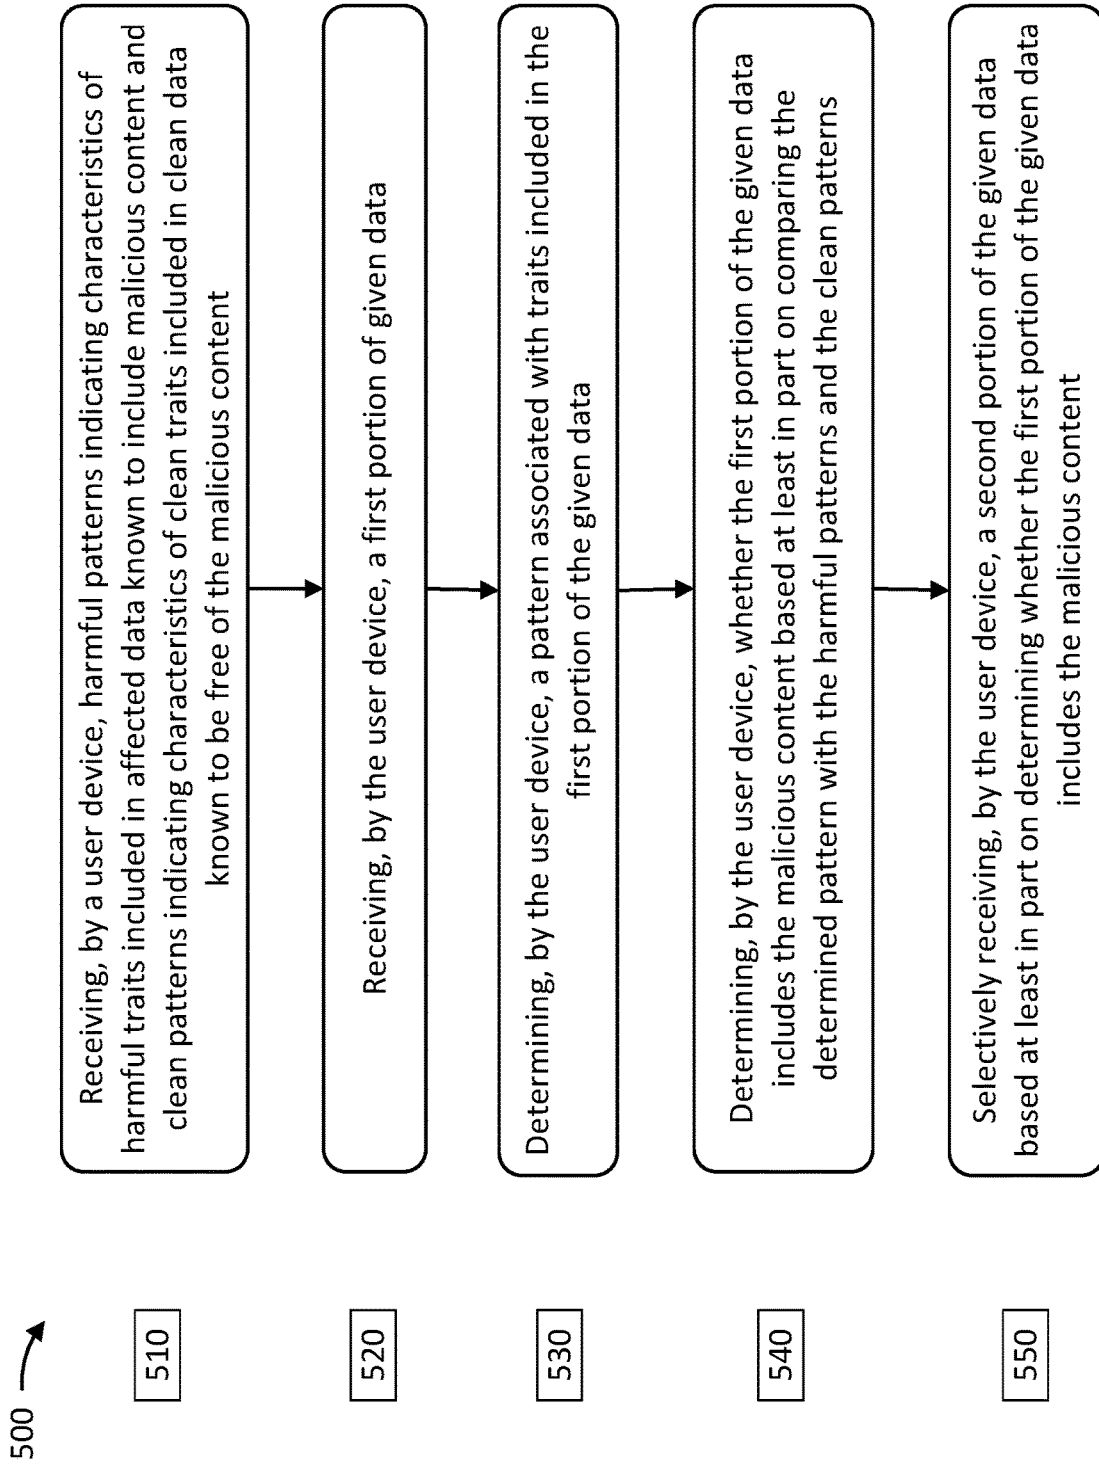 500
510
Receiving, by a user device, harmful patterns indicating characteristics of
harmful traits included in affected data known to include malicious content and
clean patterns indicating characteristics of clean traits included in clean data
known to be free of the malicious content
520
Receiving, by the user device, a first portion of given data
530
Determining, by the user device, a pattern associated with traits included in the
first portion of the given data
540
Determining, by the user device, whether the first portion of the given data
includes the malicious content based at least in part on comparing the
determined pattern with the harmful patterns and the clean patterns
550
Selectively receiving, by the user device, a second portion of the given data
based at least in part on determining whether the first portion of the given data
includes the malicious content